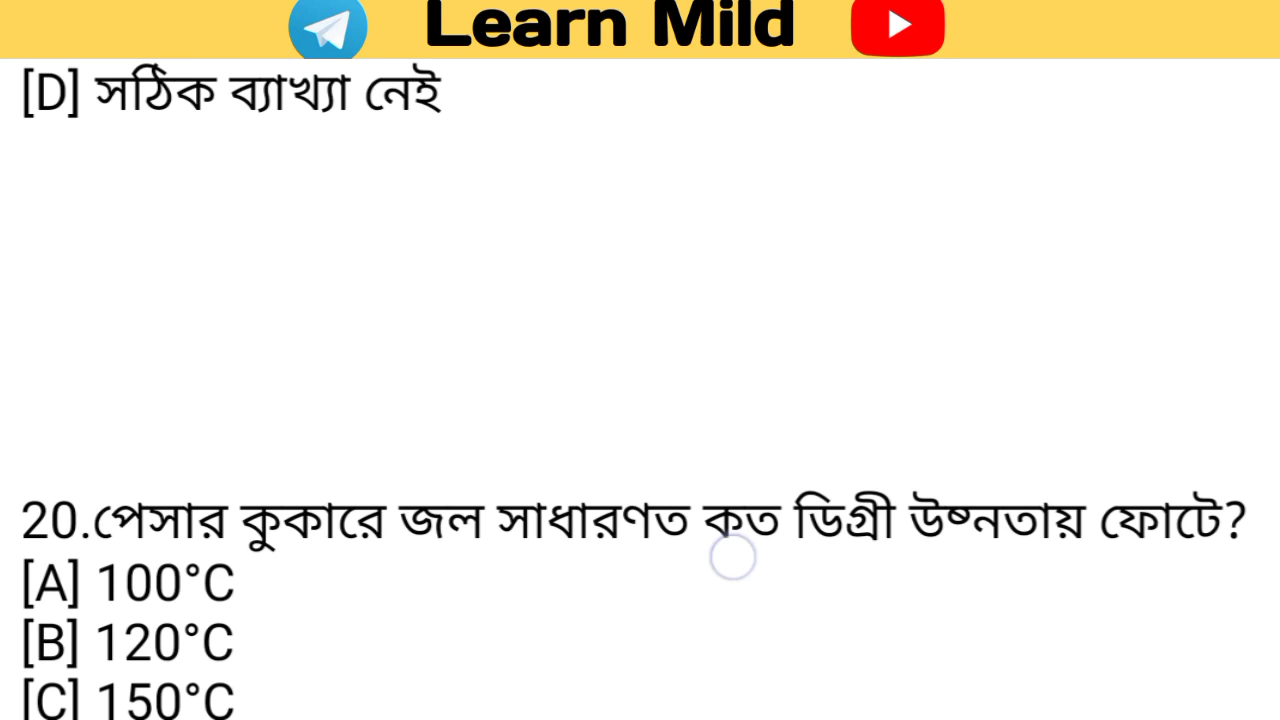 Learn Mild
[D] সঠিক ব্যাখ্যা নেই
20.পেসার কুকারে জল সাধারণত কত ডিগ্রী উষ্নতায় ফোটে?
[A] 100°C
[B] 120°C
[C] 150°C